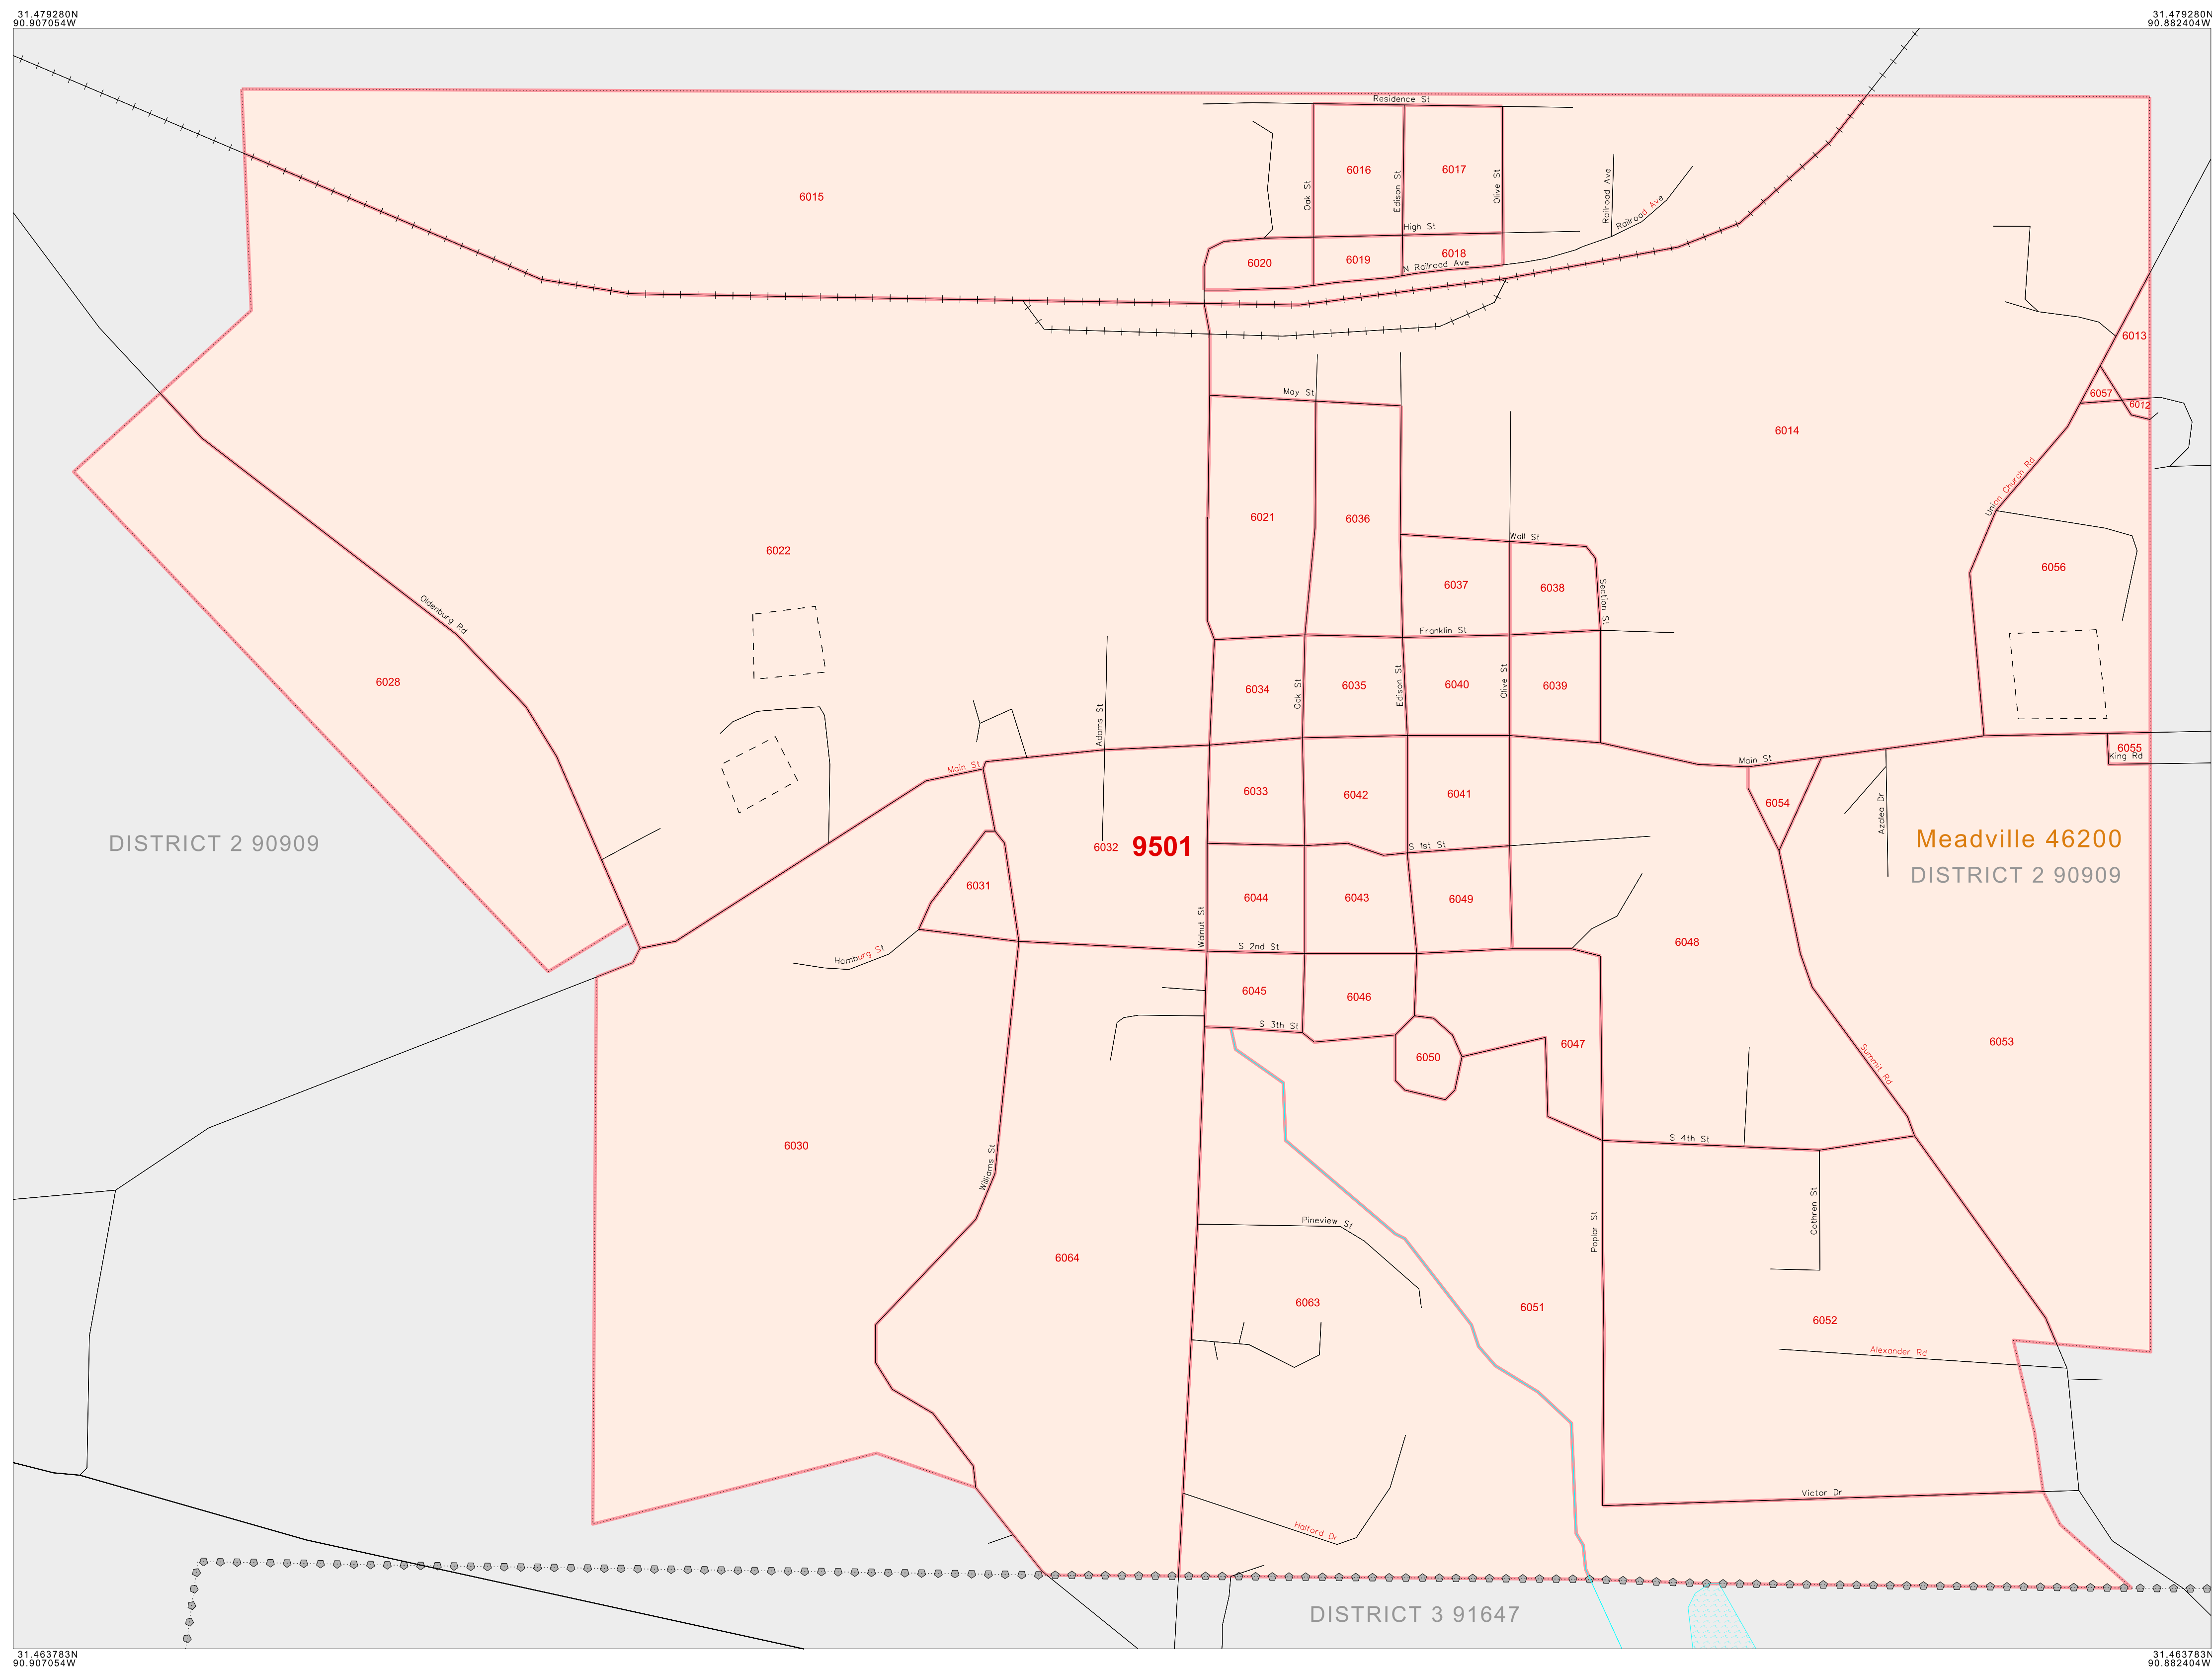 31.479280N
90.907054W
31.479280N
90.882404W
Residence St
6016
6017
6015
Oak St
Edison St
Olive St
Railroad Ave
Railroad Ave
High St
6020
6019
6018
N Railroad Ave
6013
May St
6057
6012
6014
Union Church Rd
6021
6036
Wall St
6022
6037
6038
Section St
6056
Oldenburg Rd
Franklin St
6028
6034
6035
6040
6039
Oak St
Edison St
Olive St
Adams St
6055
King Rd
Main St
Main St
6033
6042
6041
6054
Azalea Dr
DISTRICT 2 90909
6032
9501
S 1st St
Meadville 46200
DISTRICT 2 90909
6031
6044
6043
6049
Walnut St
6048
Hamburg St
S 2nd St
6045
6046
S 3th St
6047
6050
6053
Summit Rd
6030
Williams St
S 4th St
Cothren St
Pineview St
Poplar St
6064
6063
6051
6052
Alexander Rd
Victor Dr
Halford Dr
DISTRICT 3 91647
31.463783N
90.907054W
31.463783N
90.882404W